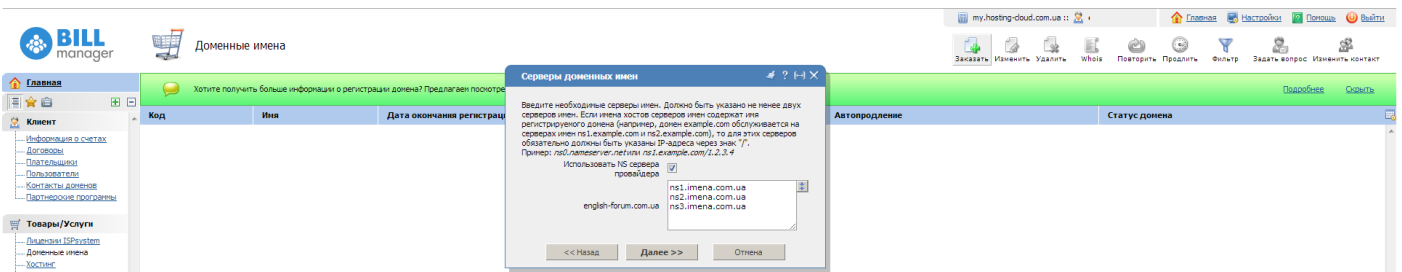 my.hosting-cloud.com.ua ::
Главная Настройки Помощь Выйти
BILL
manager
Доменные имена
Заказать Изменить Удалить Whois Повторить Продлить Фильтр Задать вопрос Изменить контакт
Главная
Хотите получить больше информации о регистрации домена? Предлагаем посмотре
Подробнее Скрыть
Код Имя Дата окончания регистрац Автопродление Статус домена
Клиент
Информация о счетах
Договоры
Плательщики
Пользователи
Контакты доменов
Партнерские программы
Товары/Услуги
Лицензии ISPsystem
Доменные имена
Хостинг
Серверы доменных имен
Введите необходимые серверы имен. Должно быть указано не менее двух
серверов имен. Если имена хостов серверов имен содержат имя
регистрируемого домена (например, домен example.com обслуживается на
серверах имен ns1.example.com и ns2.example.com), то для этих серверов
обязательно должны быть указаны IP-адреса через знак "/".
Пример: ns0.nameserver.netили ns1.example.com/1.2.3.4
Использовать NS сервера
провайдера
english-forum.com.ua
ns1.imena.com.ua
ns2.imena.com.ua
ns3.imena.com.ua
<< Назад Далее >> Отмена